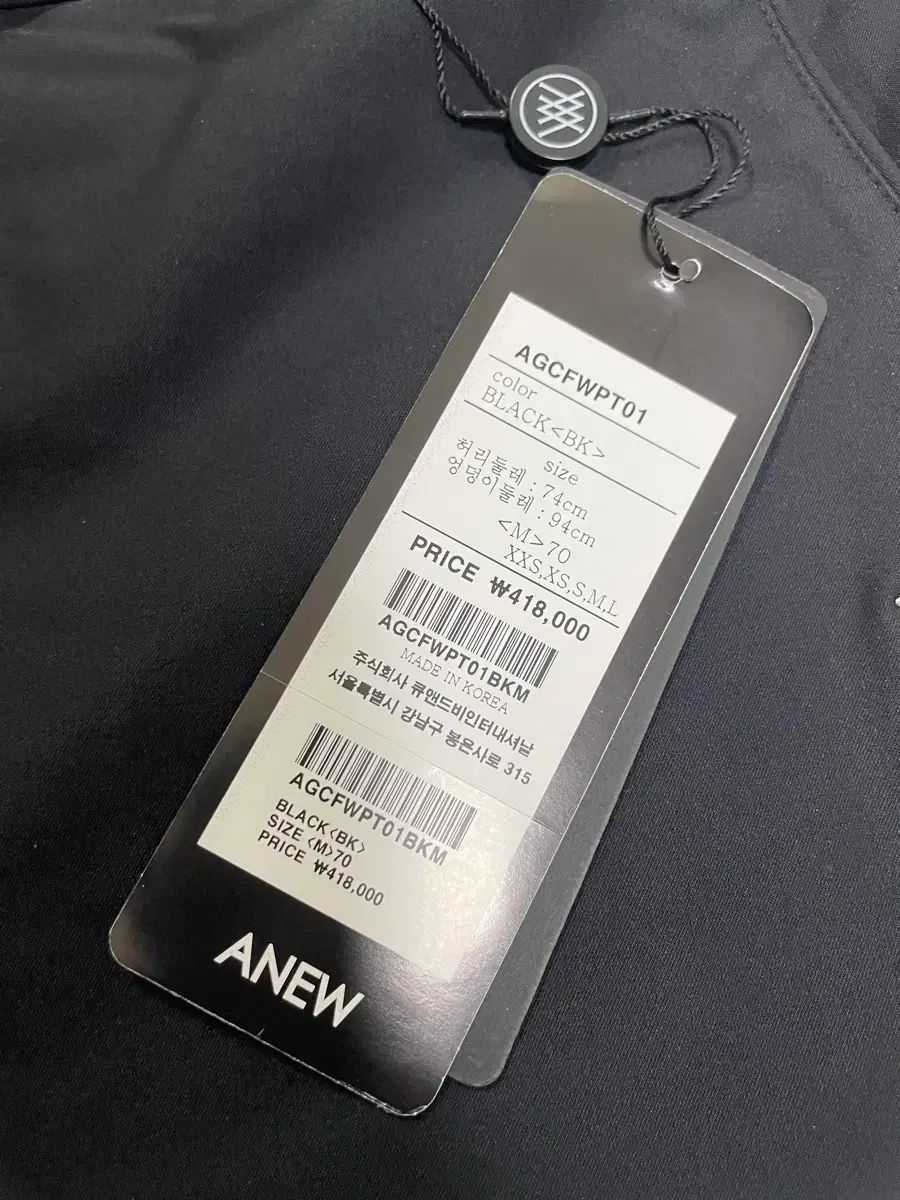 AGCFWPT01
color
BLACK<BK>
size
허리둘레 : 74cm
엉덩이둘레 : 94cm
<M>70
XXS,XS,S,M,L
PRICE ₩418,000
AGCFWPT01BKM
MADE IN KOREA
주식회사 큐앤드비인터내셔날
서울특별시 강남구 봉은사로 315
AGCFWPT01BKM
BLACK<BK>
SIZE <M>70
PRICE ₩418,000
ANEW